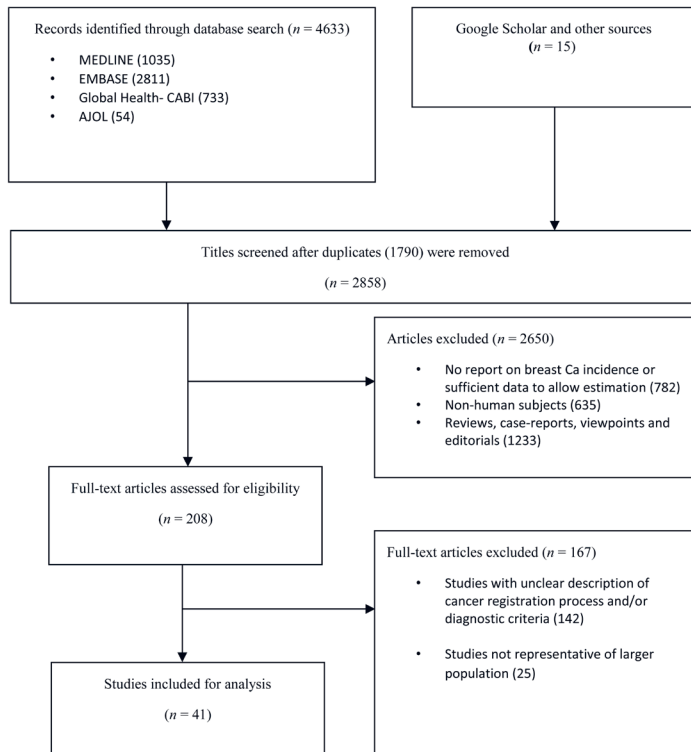 Records identified through database search (n = 4633)
• MEDLINE (1035)
• EMBASE (2811)
• Global Health- CABI (733)
• AJOL (54)
Google Scholar and other sources
(n = 15)
Titles screened after duplicates (1790) were removed
(n = 2858)
Articles excluded (n = 2650)
• No report on breast Ca incidence or
sufficient data to allow estimation (782)
• Non-human subjects (635)
• Reviews, case-reports, viewpoints and
editorials (1233)
Full-text articles assessed for eligibility
(n = 208)
Full-text articles excluded (n = 167)
• Studies with unclear description of
cancer registration process and/or
diagnostic criteria (142)
• Studies not representative of larger
population (25)
Studies included for analysis
(n = 41)